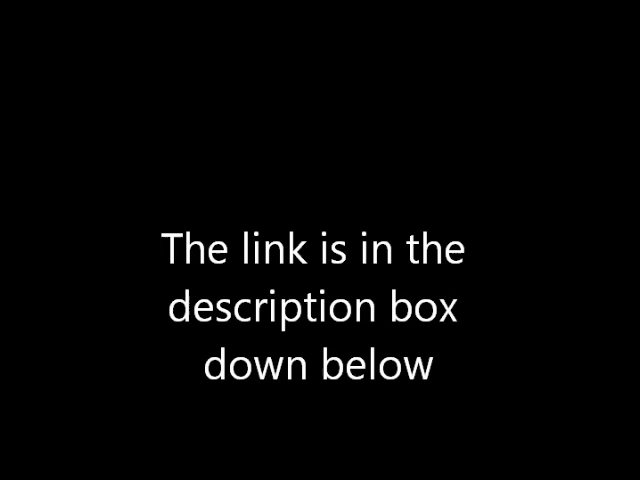 The link is in the
description box
down below